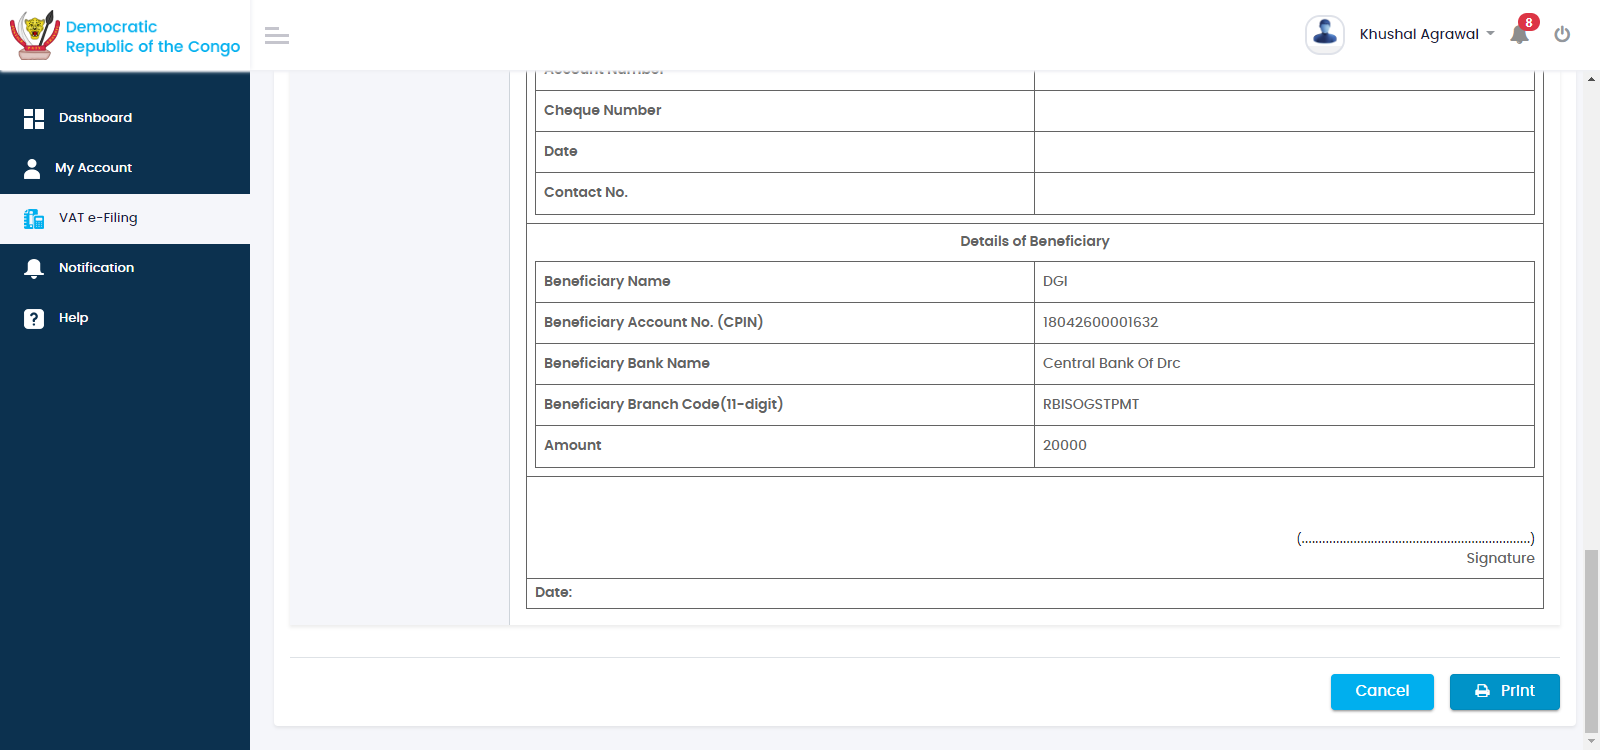 Democratic
Republic of the Congo
Khushal Agrawal
8
Dashboard
My Account
VAT e-Filing
Notification
Help
Account Number
Cheque Number
Date
Contact No.
Details of Beneficiary
Beneficiary Name DGI
Beneficiary Account No. (CPIN) 18042600001632
Beneficiary Bank Name Central Bank Of Drc
Beneficiary Branch Code(11-digit) RBISOGSTPMT
Amount 20000
(..................................................................)
Signature
Date:
Cancel Print